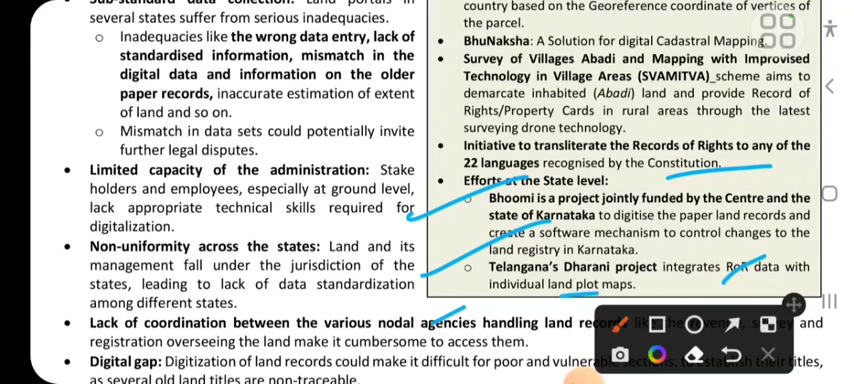 Sub-standard data collection: Land portals in
several states suffer from serious inadequacies.
o Inadequacies like the wrong data entry, lack of
standardised information, mismatch in the
digital data and information on the older
paper records, inaccurate estimation of extent
of land and so on.
o Mismatch in data sets could potentially invite
further legal disputes.
• Limited capacity of the administration: Stake
holders and employees, especially at ground level,
lack appropriate technical skills required for
digitalization.
• Non-uniformity across the states: Land and its
management fall under the jurisdiction of the
states, leading to lack of data standardization
among different states.
country based on the Georeference coordinate of vertices of
the parcel.
• BhuNaksha: A Solution for digital Cadastral Mapping.
• Survey of Villages Abadi and Mapping with Improvised
Technology in Village Areas (SVAMITVA)_scheme aims to
demarcate inhabited (Abadi) land and provide Record of
Rights/Property Cards in rural areas through the latest
surveying drone technology.
• Initiative to transliterate the Records of Rights to any of the
22 languages recognised by the Constitution.
• Efforts at the State level:
o Bhoomi is a project jointly funded by the Centre and the
state of Karnataka to digitise the paper land records and
create a software mechanism to control changes to the
land registry in Karnataka.
o Telangana's Dharani project integrates RoR data with
individual land plot maps.
• Lack of coordination between the various nodal agencies handling land records and
registration overseeing the land make it cumbersome to access them.
• Digital gap: Digitization of land records could make it difficult for poor and vulnerable titles,
as several old land titles are non-traceable.